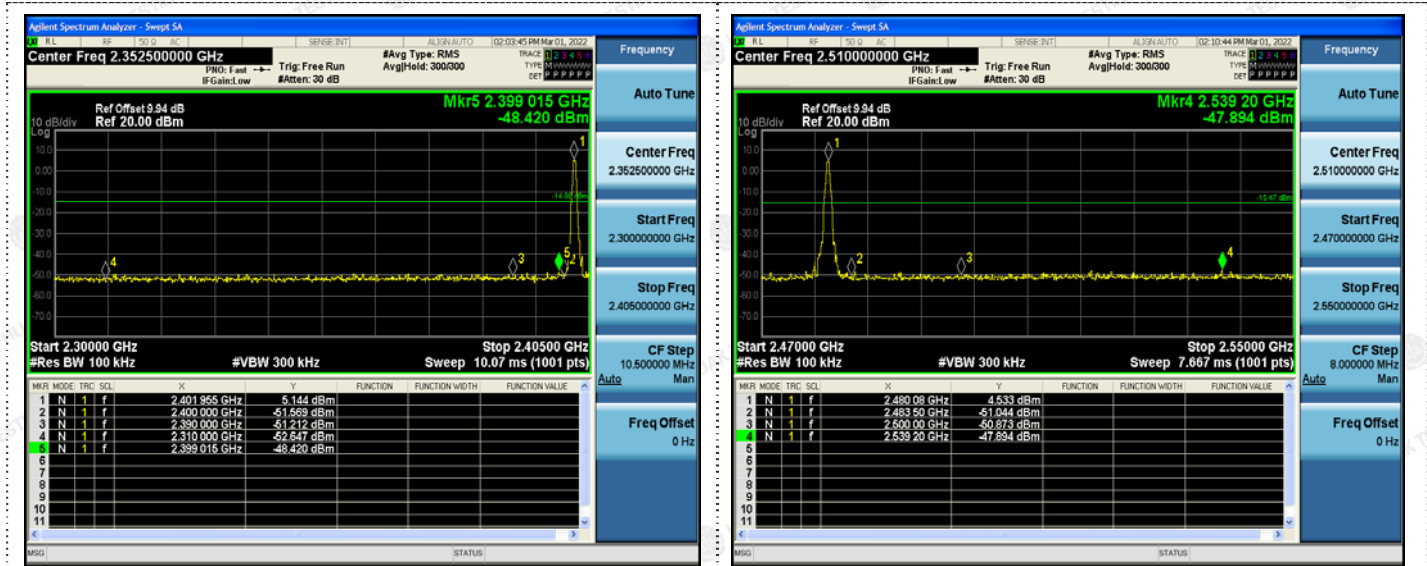 Agilent Spectrum Analyzer - Swept SA
RL RF 50 Ω AC SENSE:INT ALIGNAUTO 02:03:45 PM Mar 01, 2022
Center Freq 2.352500000 GHz
PNO: Fast
IFGain:Low
Trig: Free Run
#Atten: 30 dB
#Avg Type: RMS
Avg|Hold: 300/300
TRACE 1 2 3 4 5 6
TYPE M
DET P P P P P P
Ref Offset 9.94 dB
Ref 20.00 dBm
Mkr5 2.399 015 GHz
-48.420 dBm
10 dB/div
Log
10.0
0.00
-10.0
-20.0
-30.0
-40.0
-50.0
-60.0
-70.0
1
4
3
5
2
Start 2.30000 GHz
Stop 2.40500 GHz
#Res BW 100 kHz
#VBW 300 kHz
Sweep 10.07 ms (1001 pts)
MKR MODE TRC SCL X Y FUNCTION FUNCTION WIDTH FUNCTION VALUE
1 N 1 f 2.401 955 GHz 5.144 dBm
2 N 1 f 2.400 000 GHz -51.569 dBm
3 N 1 f 2.390 000 GHz -51.212 dBm
4 N 1 f 2.310 000 GHz -52.647 dBm
5 N 1 f 2.399 015 GHz -48.420 dBm
6
7
8
9
10
11
MSG
STATUS
Frequency
Auto Tune
Center Freq
2.352500000 GHz
Start Freq
2.300000000 GHz
Stop Freq
2.405000000 GHz
CF Step
10.500000 MHz
Auto Man
Freq Offset
0 Hz
Agilent Spectrum Analyzer - Swept SA
RL RF 50 Ω AC SENSE:INT ALIGNAUTO 02:10:44 PM Mar 01, 2022
Center Freq 2.510000000 GHz
PNO: Fast
IFGain:Low
Trig: Free Run
#Atten: 30 dB
#Avg Type: RMS
Avg|Hold: 300/300
TRACE 1 2 3 4 5 6
TYPE M
DET P P P P P P
Ref Offset 9.94 dB
Ref 20.00 dBm
Mkr4 2.539 20 GHz
-47.894 dBm
10 dB/div
Log
10.0
0.00
-10.0
-20.0
-30.0
-40.0
-50.0
-60.0
-70.0
-15.47 dBm
1
2
3
4
Start 2.47000 GHz
Stop 2.55000 GHz
#Res BW 100 kHz
#VBW 300 kHz
Sweep 7.667 ms (1001 pts)
MKR MODE TRC SCL X Y FUNCTION FUNCTION WIDTH FUNCTION VALUE
1 N 1 f 2.480 08 GHz 4.533 dBm
2 N 1 f 2.483 50 GHz -51.044 dBm
3 N 1 f 2.500 00 GHz -50.873 dBm
4 N 1 f 2.539 20 GHz -47.894 dBm
5
6
7
8
9
10
11
MSG
STATUS
Frequency
Auto Tune
Center Freq
2.510000000 GHz
Start Freq
2.470000000 GHz
Stop Freq
2.550000000 GHz
CF Step
8.000000 MHz
Auto Man
Freq Offset
0 Hz